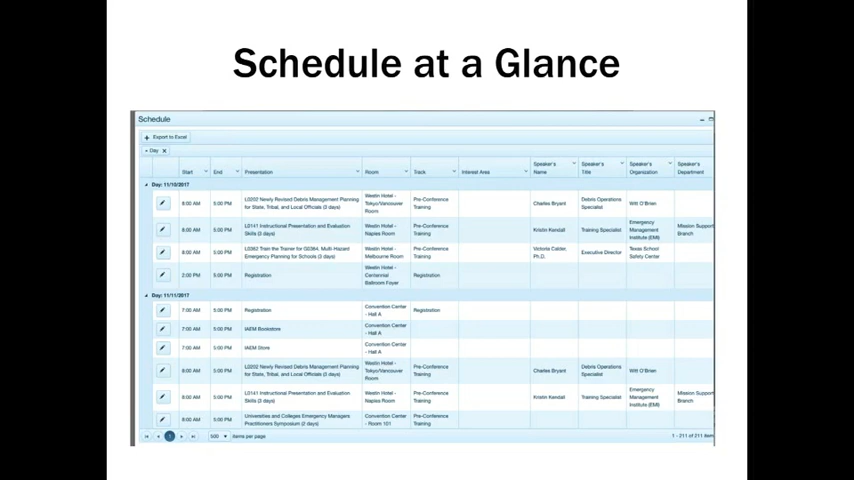 Schedule at a Glance
Schedule
Export to Excel
Day
Start End Presentation Room Track Interest Area Speaker's Name Speaker's Title Speaker's Organization Speaker's Department
Day: 11/10/2017
8:00 AM 5:00 PM L0202 Newly Revised Debris Management Planning for State, Tribal, and Local Officials (3 days) Westin Hotel - Tokyo/Vancouver Room Pre-Conference Training Charles Bryant Debris Operations Specialist Witt O'Brien
8:00 AM 5:00 PM L0141 Instructional Presentation and Evaluation Skills (3 days) Westin Hotel - Naples Room Pre-Conference Training Kristin Kendall Training Specialist Emergency Management Institute (EMI) Mission Support Branch
8:00 AM 5:00 PM L0362 Train the Trainer for G0364, Multi-Hazard Emergency Planning for Schools (3 days) Westin Hotel - Melbourne Room Pre-Conference Training Victoria Calder, Ph.D. Executive Director Texas School Safety Center
2:00 PM 5:00 PM Registration Westin Hotel - Centennial Ballroom Foyer Registration
Day: 11/11/2017
7:00 AM 5:00 PM Registration Convention Center - Hall A Registration
7:00 AM 5:00 PM IAEM Bookstore Convention Center - Hall A
7:00 AM 5:00 PM IAEM Store Convention Center - Hall A
8:00 AM 5:00 PM L0202 Newly Revised Debris Management Planning for State, Tribal, and Local Officials (3 days) Westin Hotel - Tokyo/Vancouver Room Pre-Conference Training Charles Bryant Debris Operations Specialist Witt O'Brien
8:00 AM 5:00 PM L0141 Instructional Presentation and Evaluation Skills (3 days) Westin Hotel - Naples Room Pre-Conference Training Kristin Kendall Training Specialist Emergency Management Institute (EMI) Mission Support Branch
8:00 AM 5:00 PM Universities and Colleges Emergency Managers Practitioners Symposium (2 days) Convention Center - Room 101 Pre-Conference Training
1 500 items per page 1 - 211 of 211 item